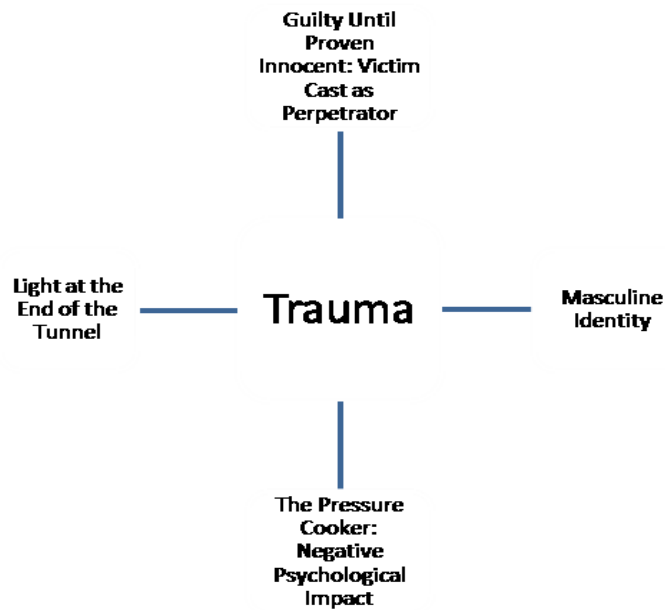 Guilty Until
Proven
Innocent: Victim
Cast as
Perpetrator
Light at the
End of the
Tunnel
Trauma
Masculine
Identity
The Pressure
Cooker:
Negative
Psychological
Impact